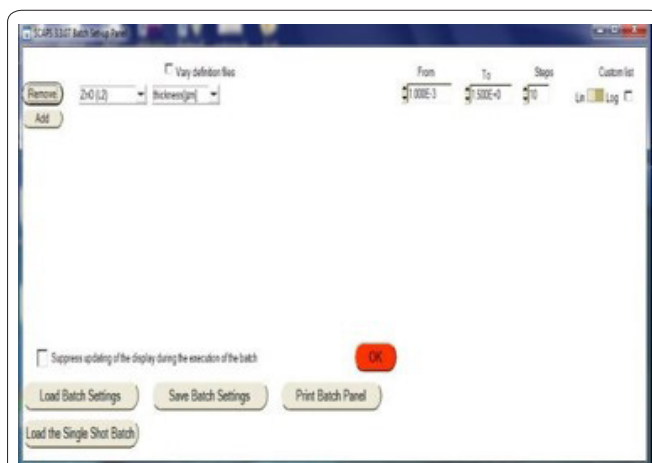 SCAPS 3.3.07 Batch Set-up Panel
Vary definition files
From To Steps Custom list
Remove ZnO (L2) thickness[µm] 1.000E-3 1.500E+0 10 Lin Log
Add
Suppress updating of the display during the execution of the batch
OK
Load Batch Settings Save Batch Settings Print Batch Panel
Load the Single Shot Batch